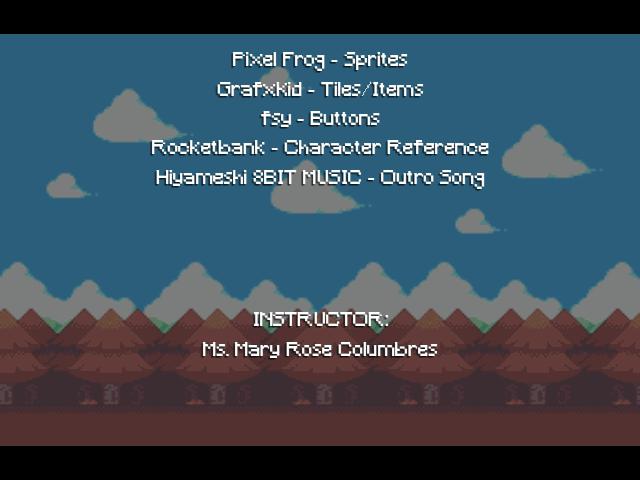 Pixel Frog - Sprites
GrafxKid - Tiles/Items
fsy - Buttons
Rocketbank - Character Reference
Hiyameshi 8BIT MUSIC - Outro Song
INSTRUCTOR:
Ms. Mary Rose Columbres